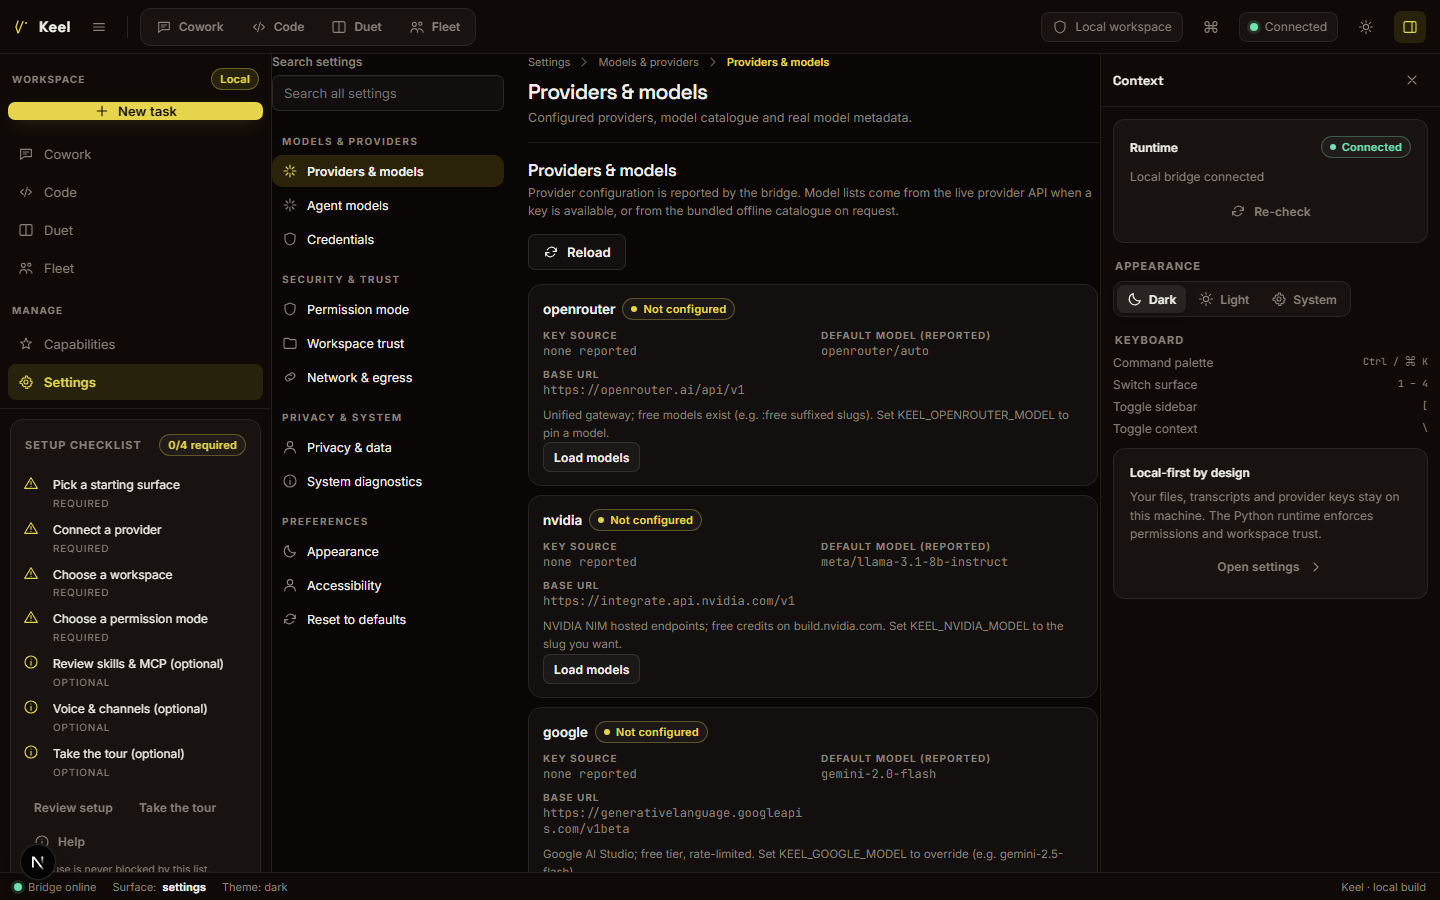 Keel
Cowork
Code
Duet
Fleet
Local workspace
Connected
WORKSPACE
Local
New task
Cowork
Code
Duet
Fleet
MANAGE
Capabilities
Settings
SETUP CHECKLIST
0/4 required
Pick a starting surface
REQUIRED
Connect a provider
REQUIRED
Choose a workspace
REQUIRED
Choose a permission mode
REQUIRED
Review skills & MCP (optional)
OPTIONAL
Voice & channels (optional)
OPTIONAL
Take the tour (optional)
OPTIONAL
Review setup
Take the tour
Help
use is never blocked by this list.
N
Search settings
Search all settings
MODELS & PROVIDERS
Providers & models
Agent models
Credentials
SECURITY & TRUST
Permission mode
Workspace trust
Network & egress
PRIVACY & SYSTEM
Privacy & data
System diagnostics
PREFERENCES
Appearance
Accessibility
Reset to defaults
Settings > Models & providers > Providers & models
Providers & models
Configured providers, model catalogue and real model metadata.
Providers & models
Provider configuration is reported by the bridge. Model lists come from the live provider API when a
key is available, or from the bundled offline catalogue on request.
Reload
openrouter
Not configured
KEY SOURCE
none reported
DEFAULT MODEL (REPORTED)
openrouter/auto
BASE URL
https://openrouter.ai/api/v1
Unified gateway; free models exist (e.g. :free suffixed slugs). Set KEEL_OPENROUTER_MODEL to
pin a model.
Load models
nvidia
Not configured
KEY SOURCE
none reported
DEFAULT MODEL (REPORTED)
meta/llama-3.1-8b-instruct
BASE URL
https://integrate.api.nvidia.com/v1
NVIDIA NIM hosted endpoints; free credits on build.nvidia.com. Set KEEL_NVIDIA_MODEL to the
slug you want.
Load models
google
Not configured
KEY SOURCE
none reported
DEFAULT MODEL (REPORTED)
gemini-2.0-flash
BASE URL
https://generativelanguage.googleapi
s.com/v1beta
Google AI Studio; free tier, rate-limited. Set KEEL_GOOGLE_MODEL to override (e.g. gemini-2.5-
flash)
Context
Runtime
Connected
Local bridge connected
Re-check
APPEARANCE
Dark
Light
System
KEYBOARD
Command palette
Ctrl / ⌘ K
Switch surface
1 – 4
Toggle sidebar
[
Toggle context
\
Local-first by design
Your files, transcripts and provider keys stay on
this machine. The Python runtime enforces
permissions and workspace trust.
Open settings
Bridge online
Surface: settings
Theme: dark
Keel · local build